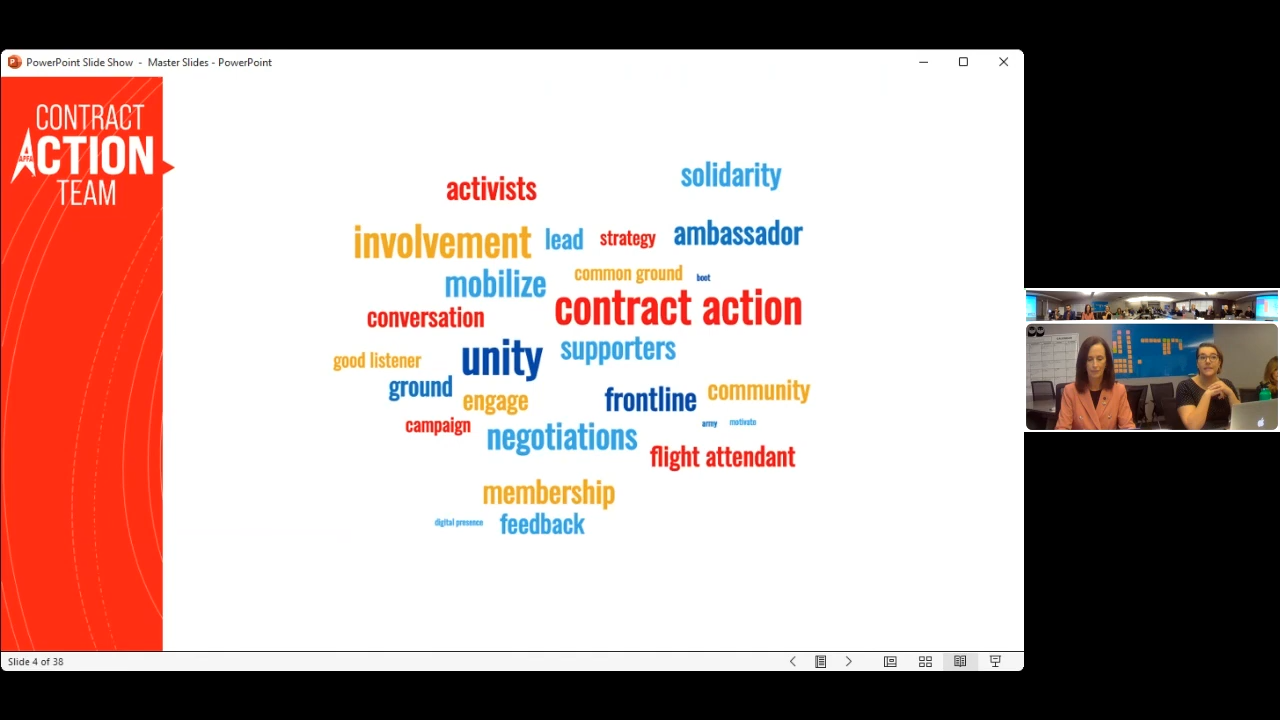 PowerPoint Slide Show - Master Slides - PowerPoint
CONTRACT
APFA
ACTION
TEAM
solidarity
activists
involvement lead strategy ambassador
common ground boot
mobilize
contract action
conversation
unity supporters
good listener
ground
engage frontline community
campaign
negotiations army motivate
flight attendant
membership
digital presence feedback
Slide 4 of 38